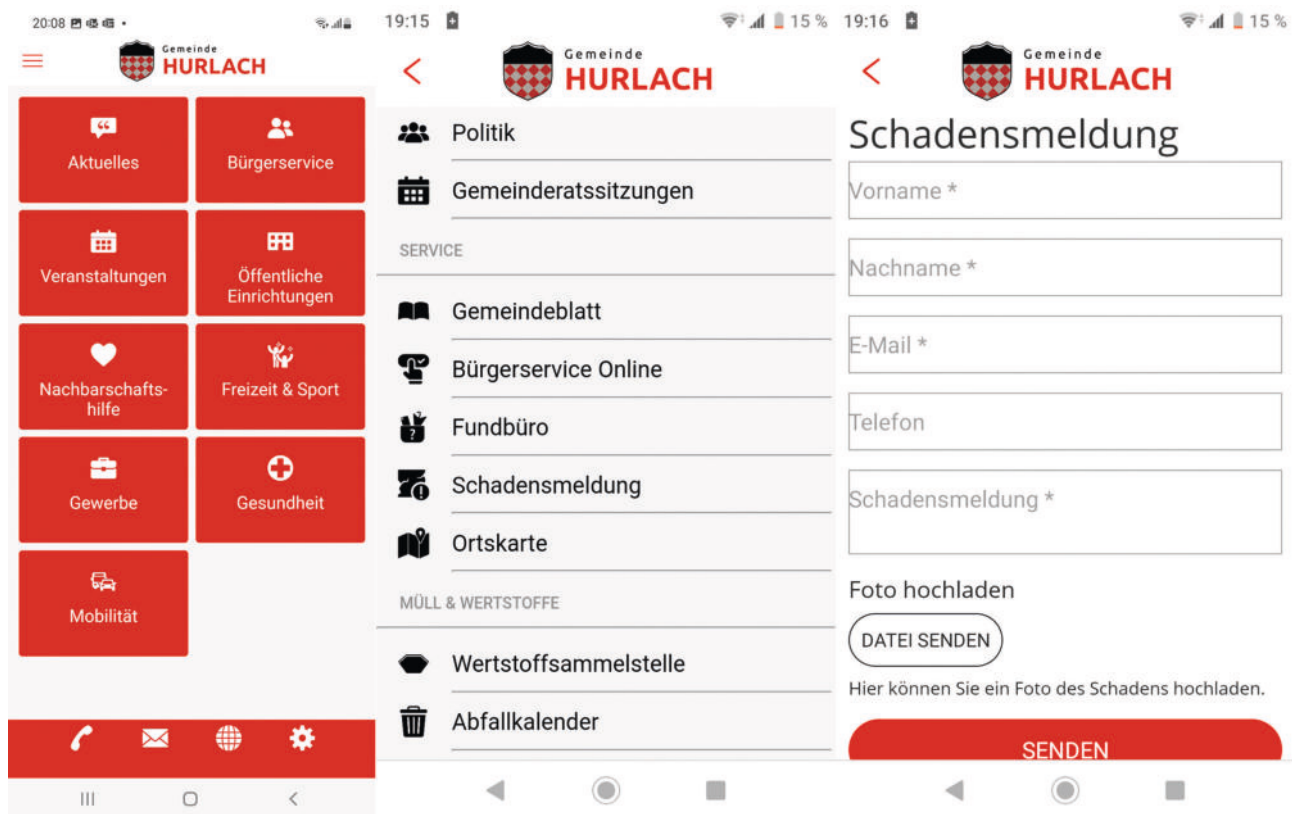 20:08
Gemeinde
HURLACH
Aktuelles
Bürgerservice
Veranstaltungen
Öffentliche
Einrichtungen
Nachbarschafts-
hilfe
Freizeit & Sport
Gewerbe
Gesundheit
Mobilität
19:15
15 %
Gemeinde
HURLACH
Politik
Gemeinderatssitzungen
SERVICE
Gemeindeblatt
Bürgerservice Online
Fundbüro
Schadensmeldung
Ortskarte
MÜLL & WERTSTOFFE
Wertstoffsammelstelle
Abfallkalender
19:16
15 %
Gemeinde
HURLACH
Schadensmeldung
Vorname *
Nachname *
E-Mail *
Telefon
Schadensmeldung *
Foto hochladen
DATEI SENDEN
Hier können Sie ein Foto des Schadens hochladen.
SENDEN